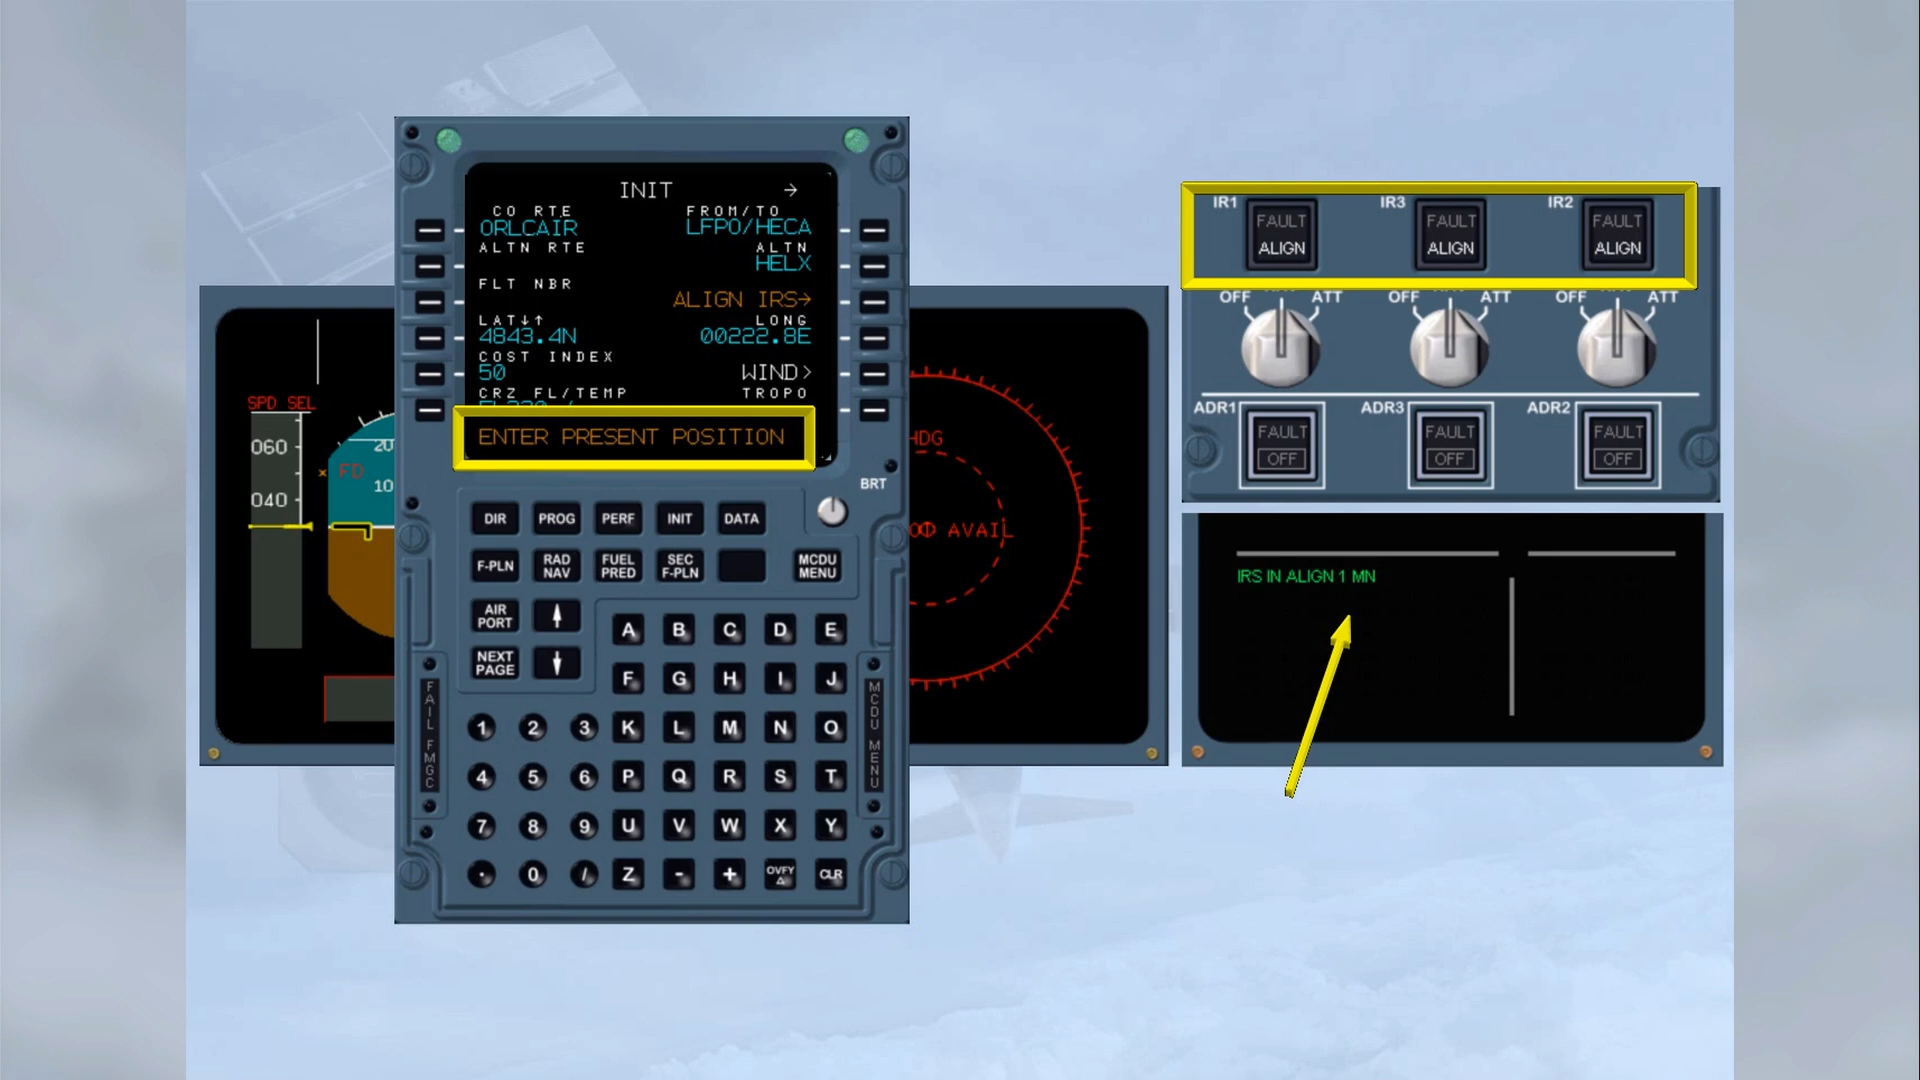 INIT →
CO RTE FROM/TO
ORLCAIR LFPO/HECA
ALTN RTE ALTN
HELX
FLT NBR
ALIGN IRS→
LAT↓↑ LONG
4843.4N 00222.8E
COST INDEX
50 WIND>
CRZ FL/TEMP TROPO
ENTER PRESENT POSITION
BRT
DIR PROG PERF INIT DATA
F-PLN RAD NAV FUEL PRED SEC F-PLN MCDU MENU
AIR PORT ↑
NEXT PAGE ↓
A B C D E
F G H I J
1 2 3 K L M N O
4 5 6 P Q R S T
7 8 9 U V W X Y
. 0 / Z - + OVFY Δ CLR
FAIL FMGC
MCDU MENU
SPD SEL
060
040
FD
20
10
HDG
AVAIL
IR1 IR3 IR2
FAULT FAULT FAULT
ALIGN ALIGN ALIGN
OFF ATT OFF ATT OFF ATT
ADR1 ADR3 ADR2
FAULT FAULT FAULT
OFF OFF OFF
IRS IN ALIGN 1 MN